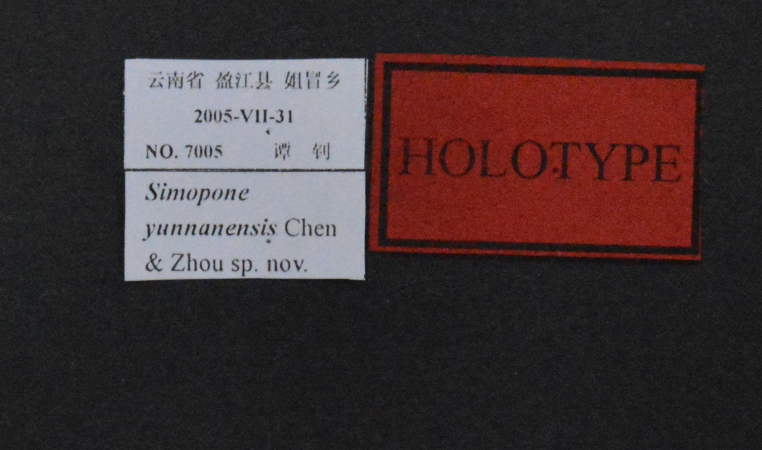 云南省 盈江县 姐冒乡
2005-VII-31
NO. 7005 谭 钊
Simopone
yunnanensis Chen
& Zhou sp. nov.
HOLOTYPE